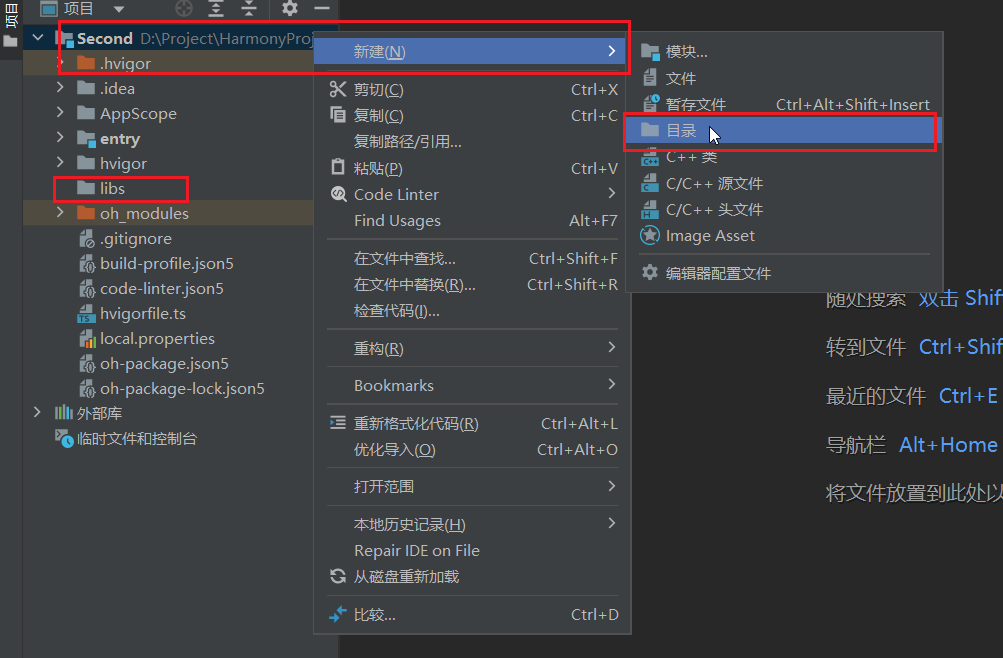 项目
项目
Second D:\Project\HarmonyProj
.hvigor
.idea
AppScope
entry
hvigor
libs
oh_modules
.gitignore
build-profile.json5
code-linter.json5
hvigorfile.ts
local.properties
oh-package.json5
oh-package-lock.json5
外部库
临时文件和控制台
新建(N)
剪切(C) Ctrl+X
复制(C) Ctrl+C
复制路径/引用...
粘贴(P) Ctrl+V
Code Linter
Find Usages Alt+F7
在文件中查找... Ctrl+Shift+F
在文件中替换(R)... Ctrl+Shift+R
检查代码(I)...
重构(R)
Bookmarks
重新格式化代码(R) Ctrl+Alt+L
优化导入(O) Ctrl+Alt+O
打开范围
本地历史记录(H)
Repair IDE on File
从磁盘重新加载
比较... Ctrl+D
模块...
文件
暂存文件 Ctrl+Alt+Shift+Insert
目录
C++ 类
C/C++ 源文件
C/C++ 头文件
Image Asset
编辑器配置文件
随处搜索 双击 Shif
转到文件 Ctrl+Shif
最近的文件 Ctrl+E
导航栏 Alt+Home
将文件放置到此处以